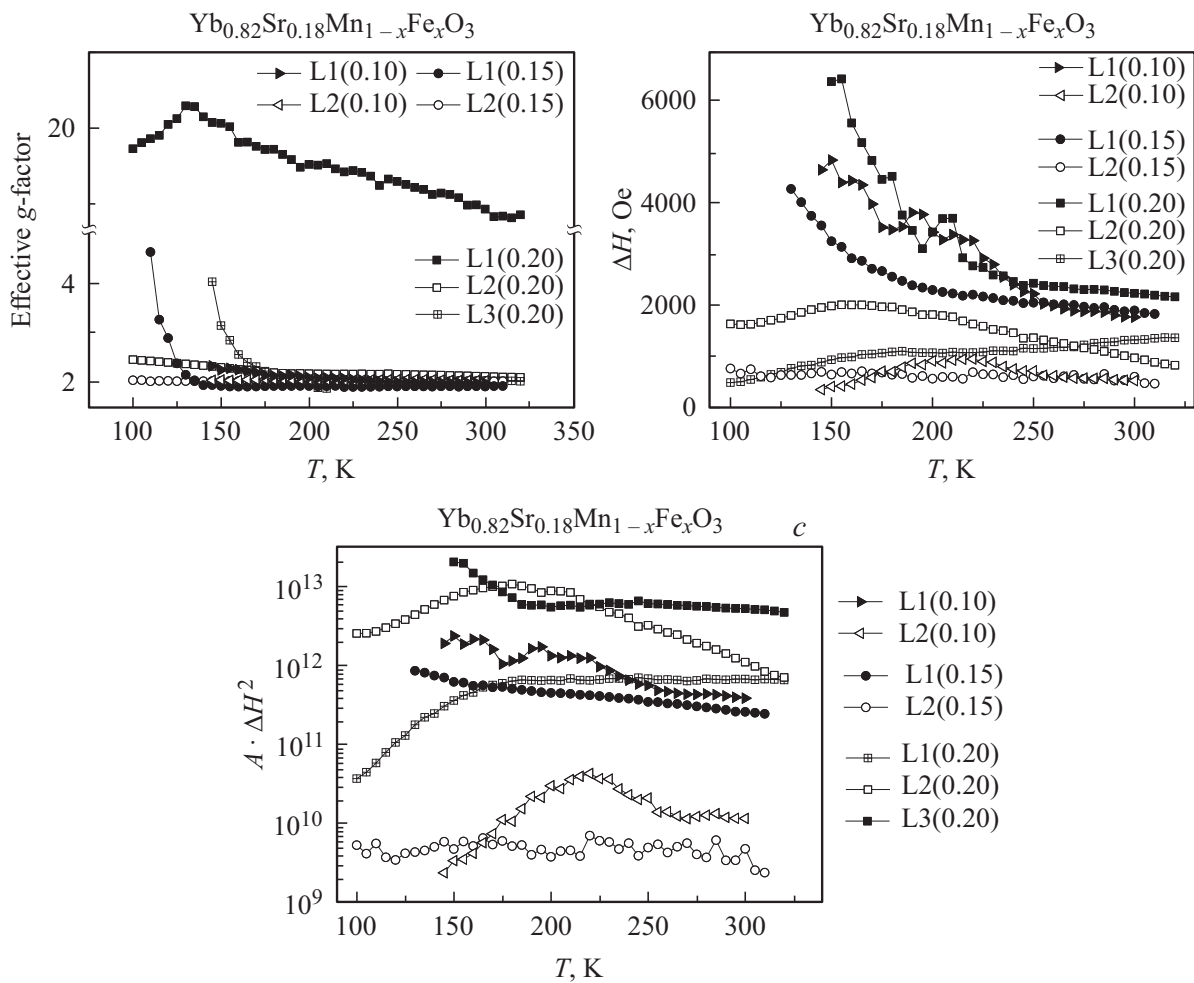 Yb0.82Sr0.18Mn1 – xFexO3
L1(0.10) L1(0.15)
L2(0.10) L2(0.15)
20
4
2
L1(0.20)
L2(0.20)
L3(0.20)
Effective g-factor
100 150 200 250 300 350
T, K
Yb0.82Sr0.18Mn1 – xFexO3
L1(0.10)
L2(0.10)
L1(0.15)
L2(0.15)
L1(0.20)
L2(0.20)
L3(0.20)
6000
4000
2000
0
ΔH, Oe
100 150 200 250 300
T, K
Yb0.82Sr0.18Mn1 – xFexO3 c
10^13
10^12
10^11
10^10
10^9
A · ΔH^2
100 150 200 250 300
T, K
L1(0.10)
L2(0.10)
L1(0.15)
L2(0.15)
L1(0.20)
L2(0.20)
L3(0.20)